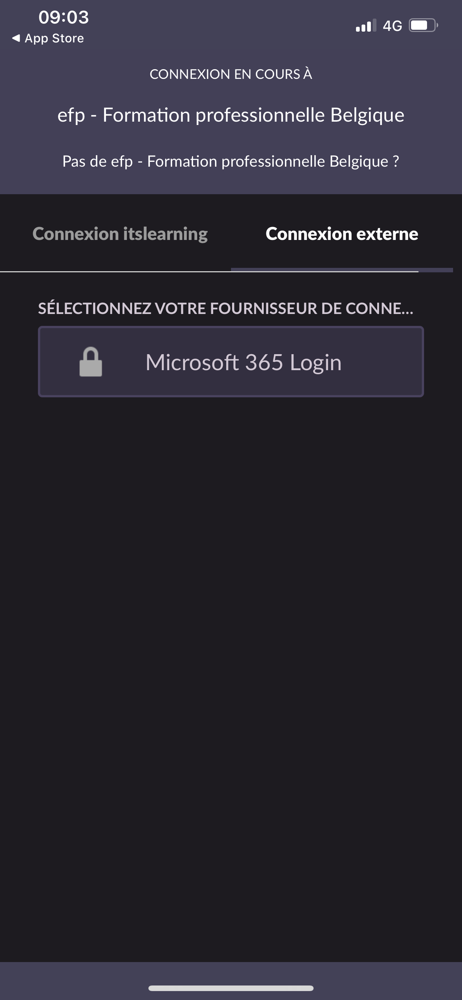 09:03
4G
◀ App Store
CONNEXION EN COURS À
efp - Formation professionnelle Belgique
Pas de efp - Formation professionnelle Belgique ?
Connexion itslearning
Connexion externe
SÉLECTIONNEZ VOTRE FOURNISSEUR DE CONNE...
Microsoft 365 Login